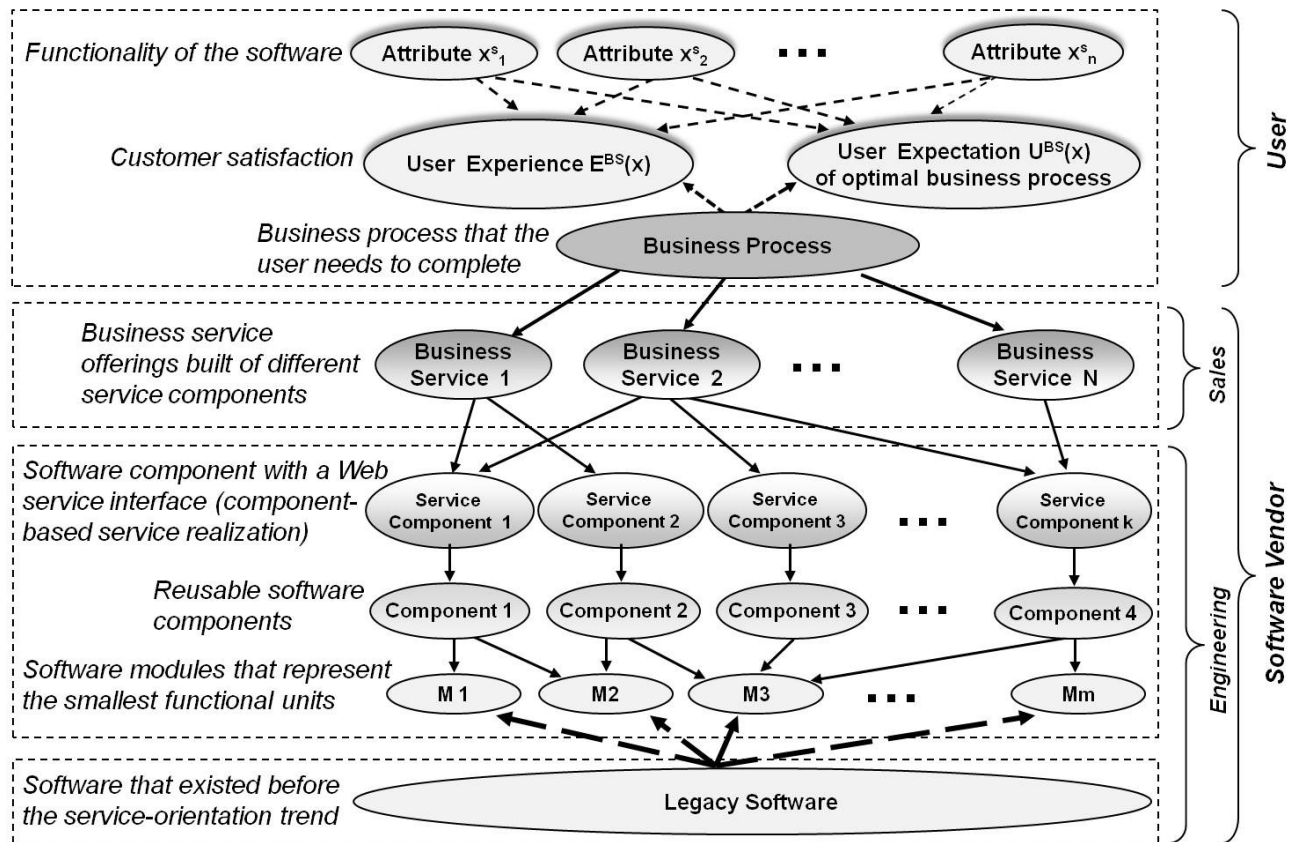 Functionality of the software
Attribute xˢ₁
Attribute xˢ₂
...
Attribute xˢₙ
Customer satisfaction
User Experience Eᴮˢ(x)
User Expectation Uᴮˢ(x)
of optimal business process
User
Business process that the
user needs to complete
Business Process
Business service
offerings built of different
service components
Business
Service 1
Business
Service 2
...
Business
Service N
Sales
Software component with a Web
service interface (component-
based service realization)
Service
Component 1
Service
Component 2
Service
Component 3
...
Service
Component k
Reusable software
components
Component 1
Component 2
Component 3
...
Component 4
Software modules that represent
the smallest functional units
M 1
M2
M3
...
Mm
Engineering
Software Vendor
Software that existed before
the service-orientation trend
Legacy Software